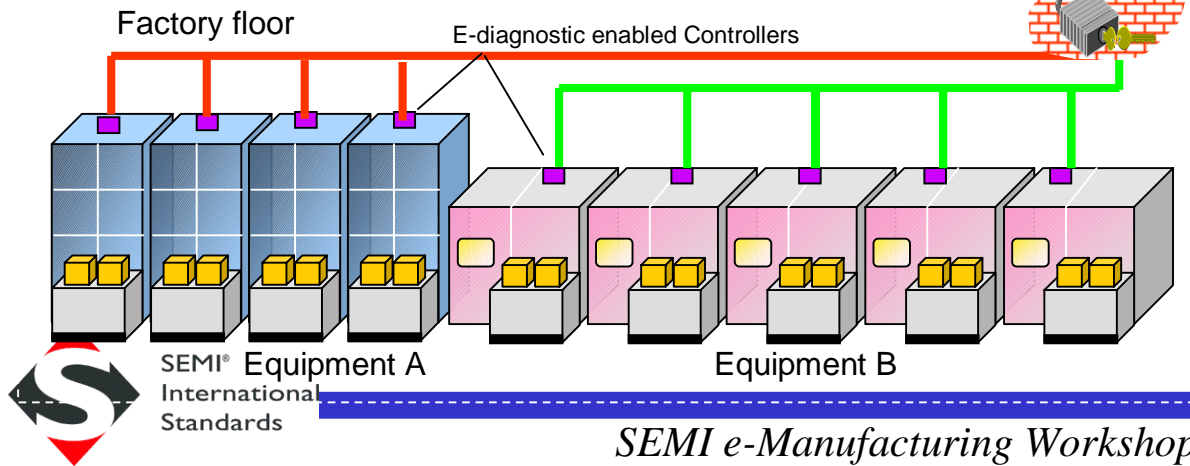 Factory floor
E-diagnostic enabled Controllers
Equipment A
Equipment B
SEMI®
International
Standards
SEMI e-Manufacturing Workshop